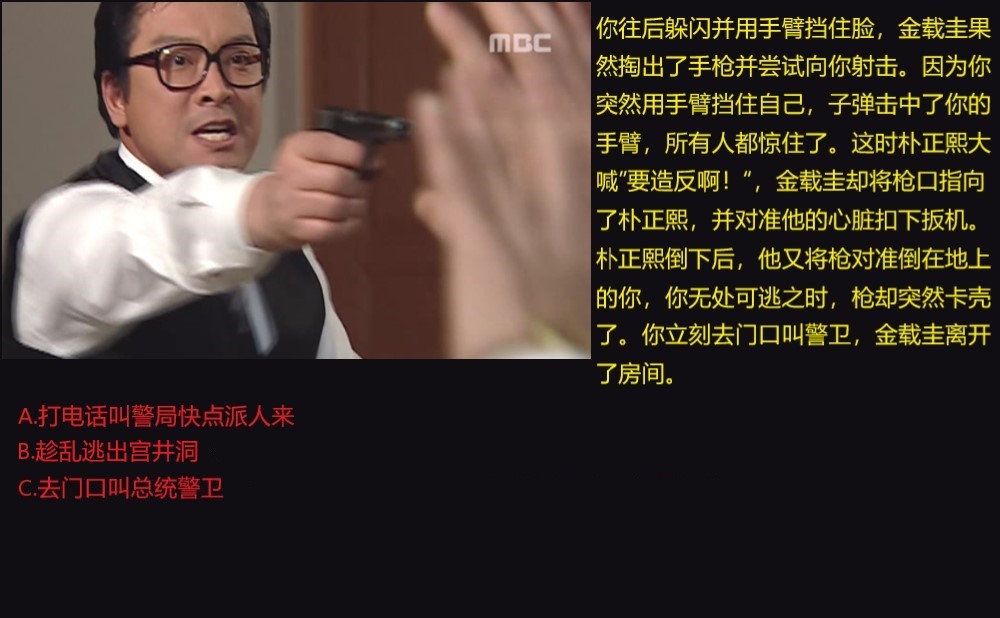 MBC
你往后躲闪并用手臂挡住脸，金载圭果
然掏出了手枪并尝试向你射击。因为你
突然用手臂挡住自己，子弹击中了你的
手臂，所有人都惊住了。这时朴正熙大
喊”要造反啊！“，金载圭却将枪口指向
了朴正熙，并对准他的心脏扣下扳机。
朴正熙倒下后，他又将枪对准倒在地上
的你，你无处可逃之时，枪却突然卡壳
了。你立刻去门口叫警卫，金载圭离开
了房间。
A.打电话叫警局快点派人来
B.趁乱逃出宫井洞
C.去门口叫总统警卫